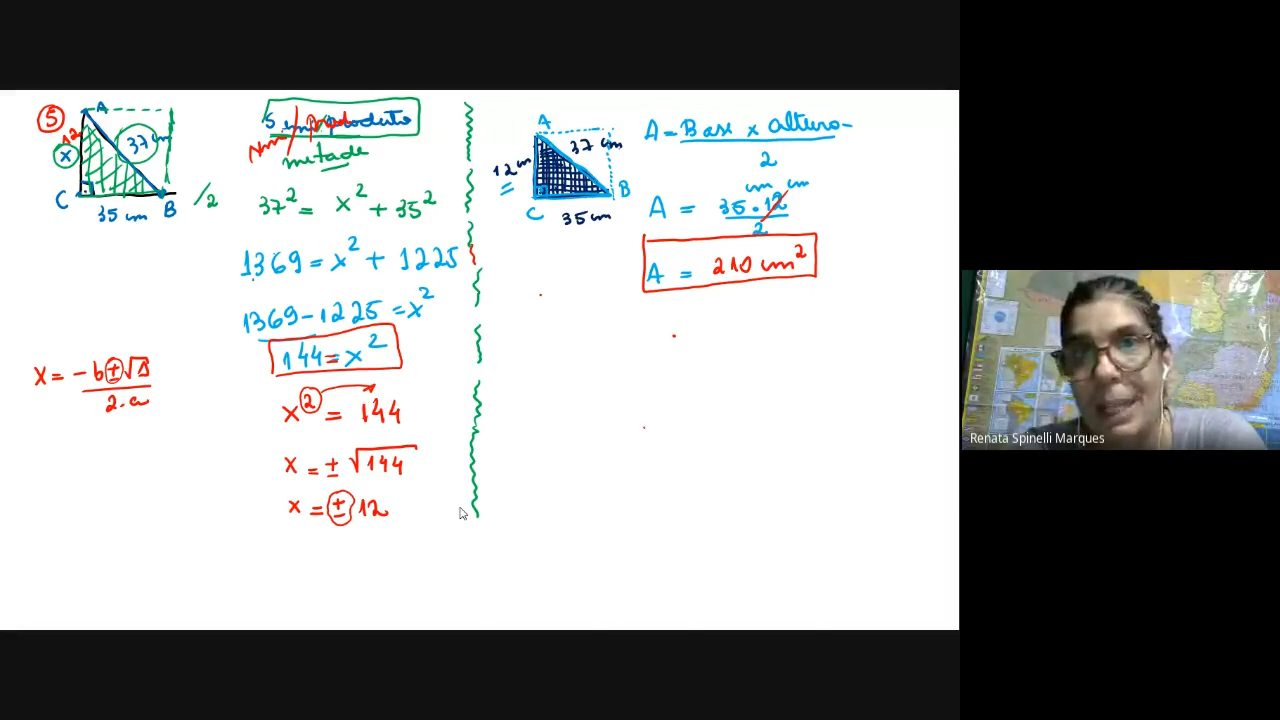 5
A
12
x
37 cm
C
35 cm
B
/2
metade
37² = x² + 35²
1369 = x² + 1225
1369 - 1225 = x²
144 = x²
x² = 144
x = ± √144
x = ± 12
x = - b ± √Δ
2.a
A
12 cm
37 cm
=
C
B
35 cm
A = Base x altura
2
cm cm
A = 35 . 12
2
A = 210 cm²
Renata Spinelli Marques